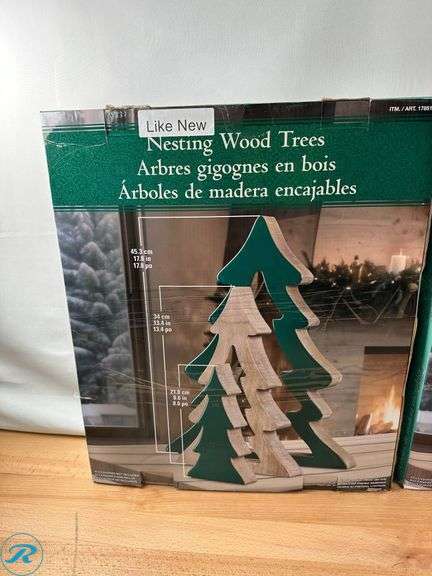 ITM. / ART. 1785
Like New
Nesting Wood Trees
Arbres gigognes en bois
Árboles de madera encajables
45.3 cm
17.8 in
17.8 po
34 cm
13.4 in
13.4 po
21.8 cm
8.6 in
8.6 po
R